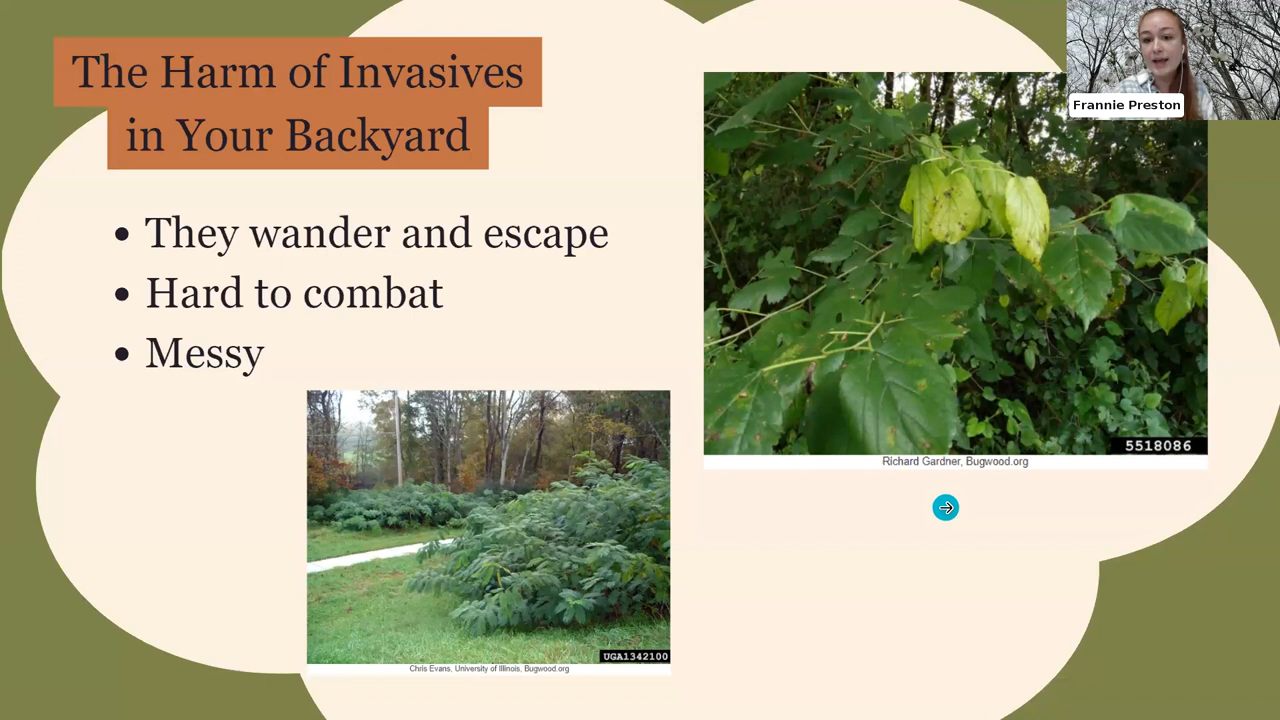 The Harm of Invasives
in Your Backyard
• They wander and escape
• Hard to combat
• Messy
Frannie Preston
5518086
Richard Gardner, Bugwood.org
UGA1342100
Chris Evans, University of Illinois, Bugwood.org